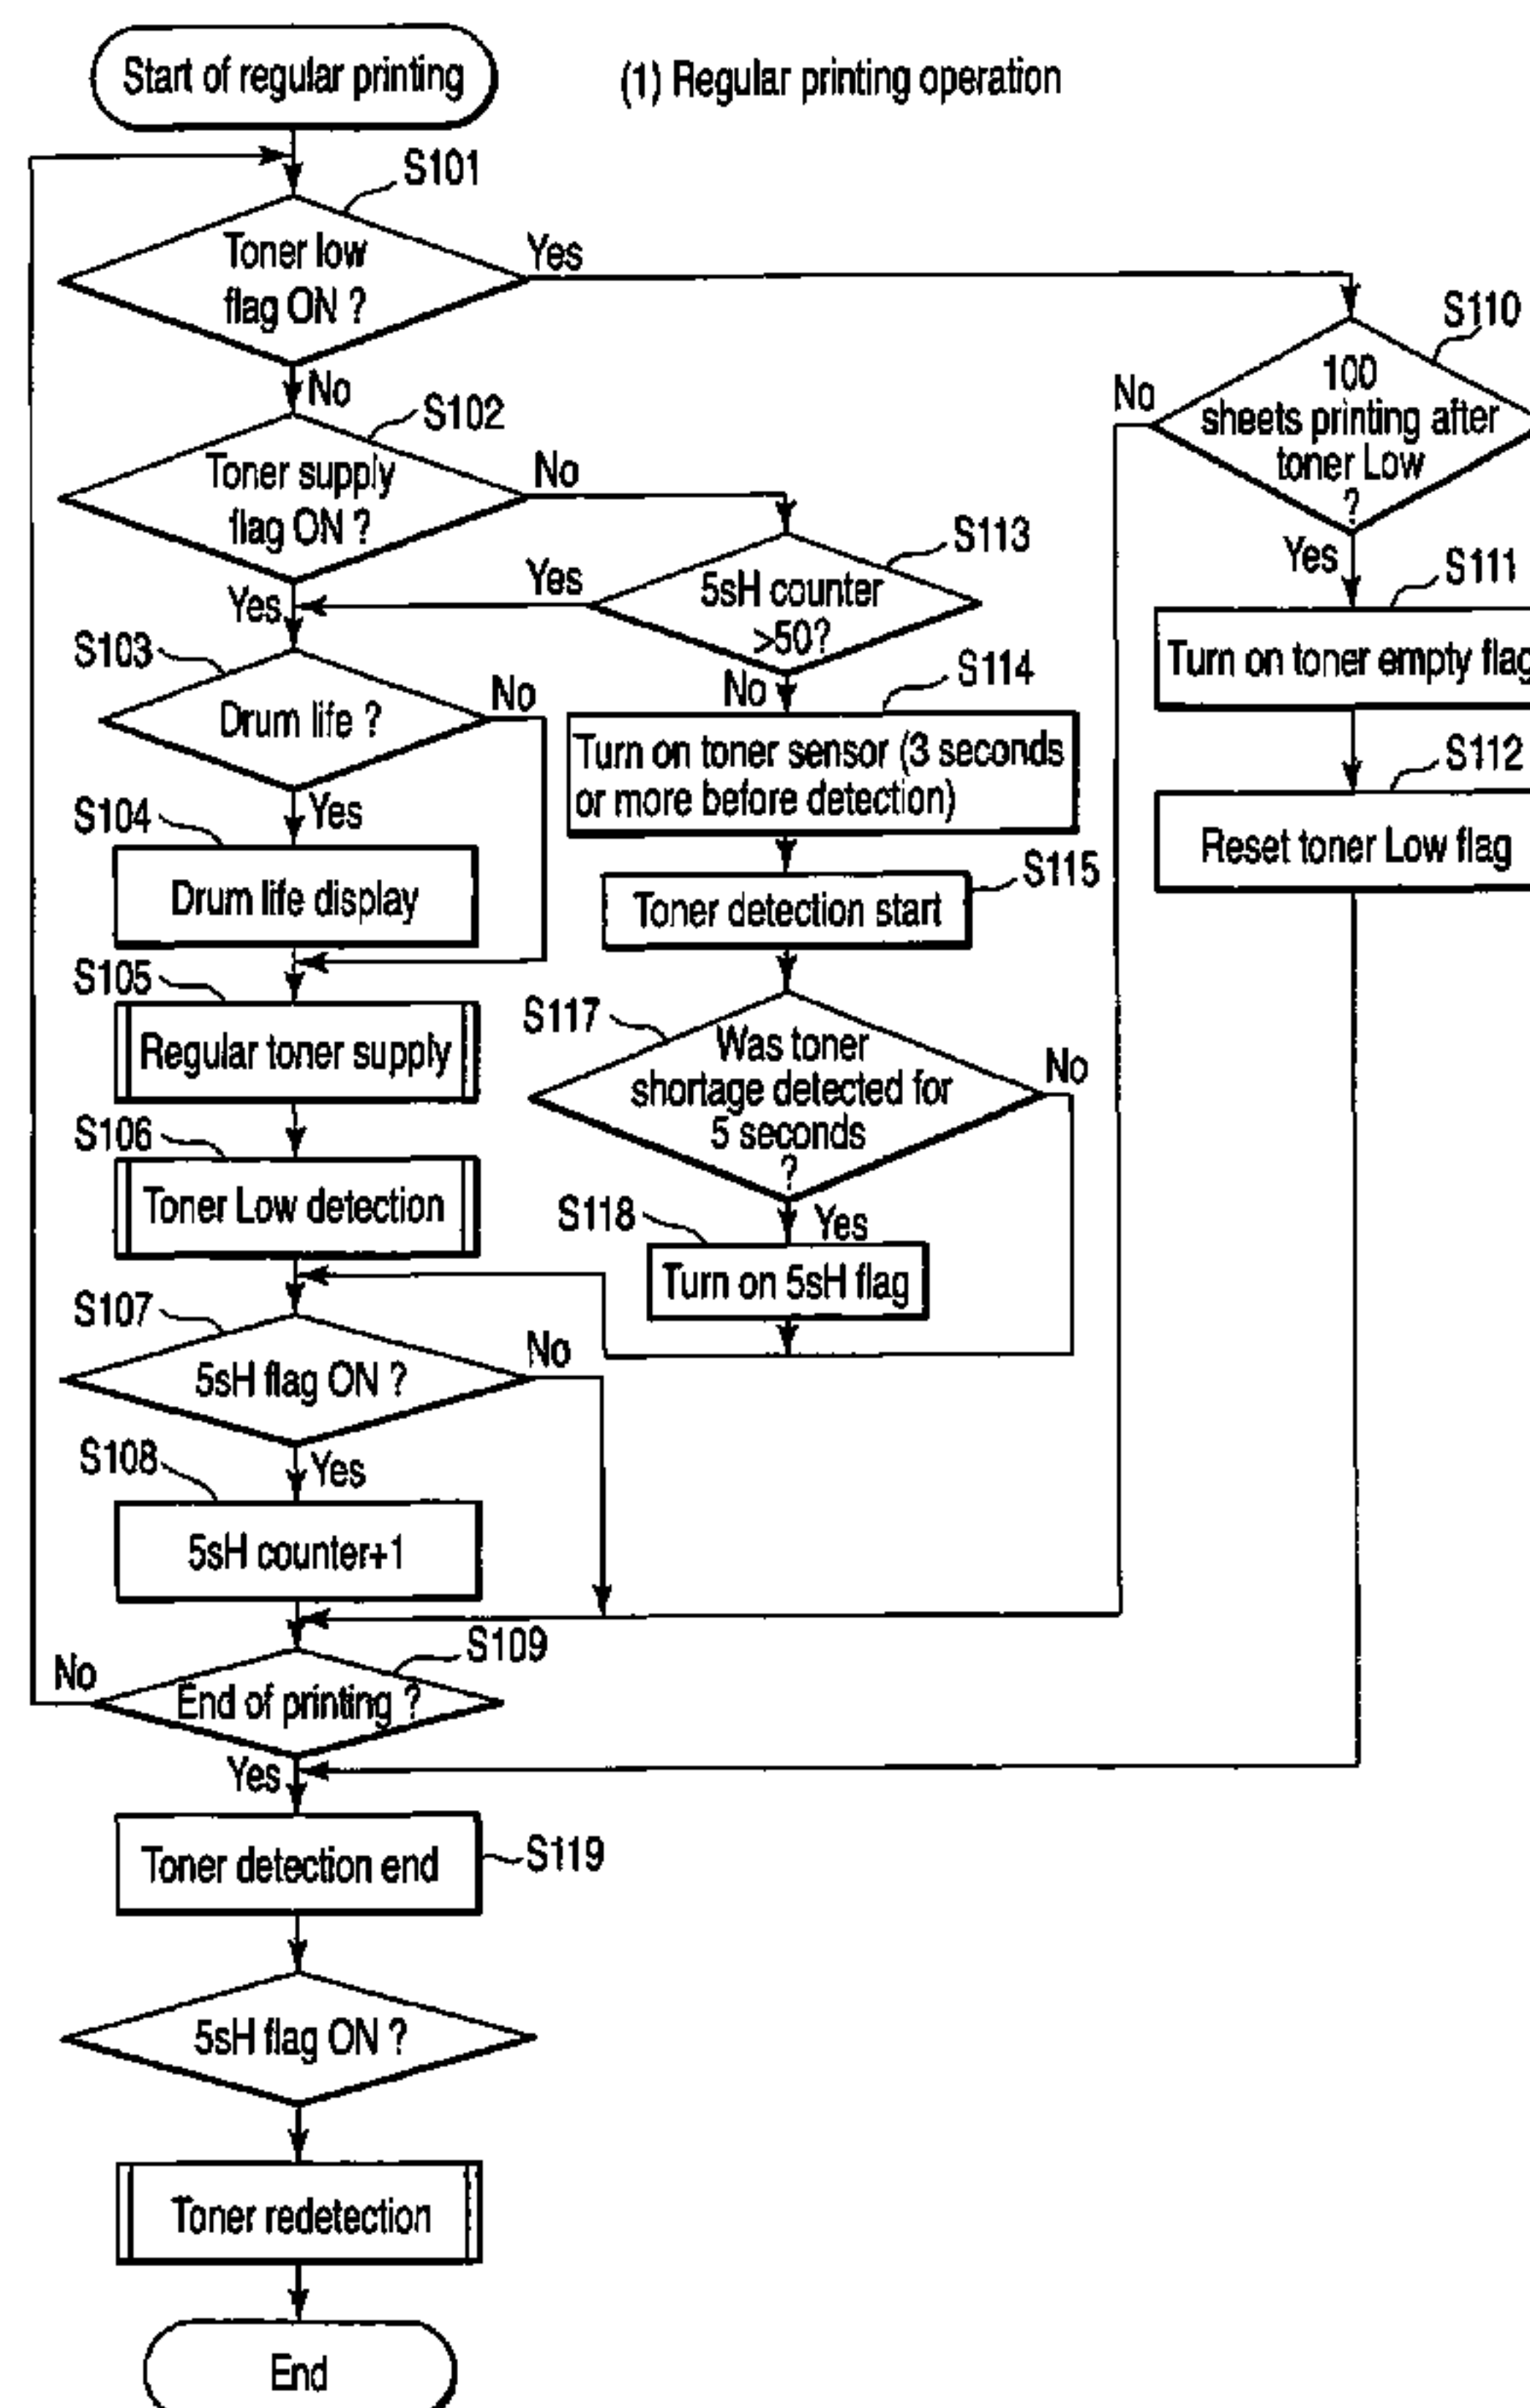 Start of regular printing
(1) Regular printing operation
S101
Toner low
flag ON ?
Yes
No
S110
100
sheets printing after
toner Low
?
No
Yes
S102
Toner supply
flag ON ?
No
Yes
S113
5sH counter
>50?
Yes
No
S111
Turn on toner empty flag
S103
Drum life ?
No
Yes
S114
Turn on toner sensor (3 seconds
or more before detection)
S112
Reset toner Low flag
S104
Drum life display
S115
Toner detection start
S105
Regular toner supply
S117
Was toner
shortage detected for
5 seconds
?
No
Yes
S106
Toner Low detection
S118
Turn on 5sH flag
S107
5sH flag ON ?
No
Yes
S108
5sH counter+1
S109
End of printing ?
No
Yes
Toner detection end
S119
5sH flag ON ?
Toner redetection
End